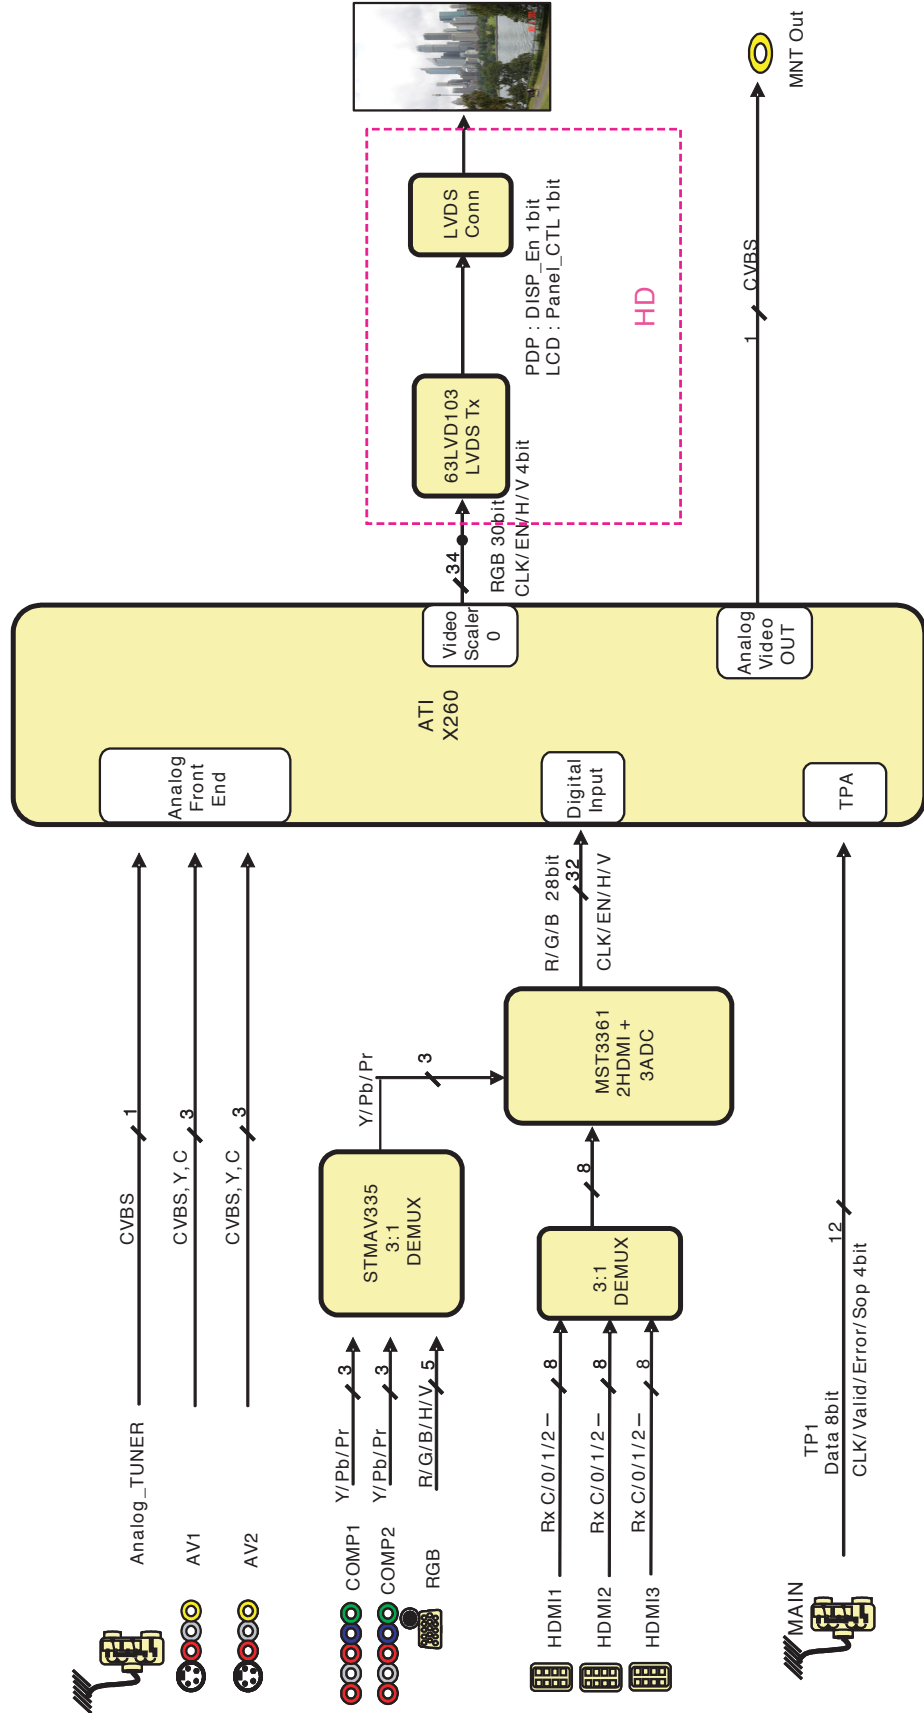 Analog_TUNER
CVBS
1
AV1
CVBS,Y,C
3
AV2
CVBS,Y,C
3
Analog
Front
End
COMP1
Y/Pb/Pr
3
COMP2
Y/Pb/Pr
3
RGB
R/G/B/H/V
5
STMAV335
3:1
DEMUX
Y/Pb/Pr
3
ATI
X260
Video
Scaler
0
34
RGB 30bit
CLK/EN/H/V 4bit
63LVD103
LVDS Tx
LVDS
Conn
PDP : DISP_En 1bit
LCD : Panel_CTL 1bit
HD
HDMI1
Rx C/0/1/2-
8
HDMI2
Rx C/0/1/2-
8
HDMI3
Rx C/0/1/2-
8
3:1
DEMUX
8
MST3361
2HDMI +
3ADC
R/G/B 28bit
32
CLK/EN/H/V
Digital
Input
Analog
Video
OUT
1
CVBS
MNT Out
MAIN
TP1
Data 8bit
CLK/Valid/Error/Sop 4bit
12
TPA